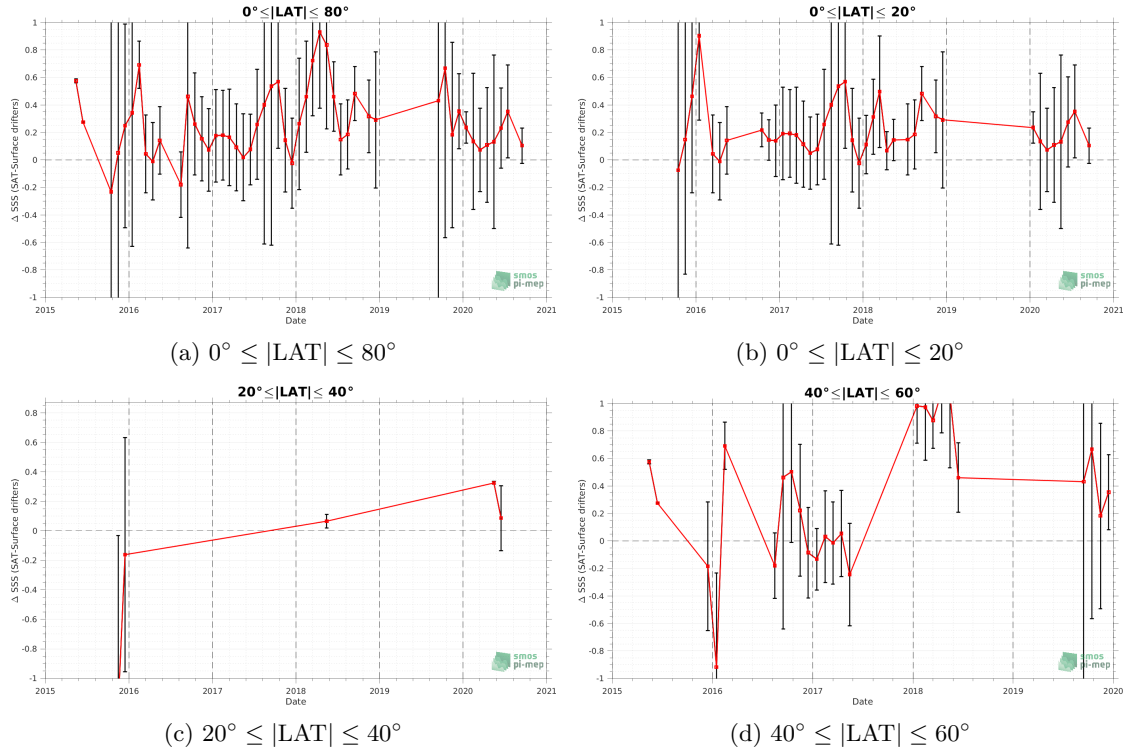 0°≤|LAT|≤ 80°
Δ SSS (SAT-Surface drifters)
1
0.8
0.6
0.4
0.2
0
-0.2
-0.4
-0.6
-0.8
-1
2015 2016 2017 2018 2019 2020 2021
Date
smos
pi-mep
(a) 0° ≤ |LAT| ≤ 80°
0°≤|LAT|≤ 20°
Δ SSS (SAT-Surface drifters)
1
0.8
0.6
0.4
0.2
0
-0.2
-0.4
-0.6
-0.8
-1
2015 2016 2017 2018 2019 2020 2021
Date
smos
pi-mep
(b) 0° ≤ |LAT| ≤ 20°
20°≤|LAT|≤ 40°
Δ SSS (SAT-Surface drifters)
0.8
0.6
0.4
0.2
0
-0.2
-0.4
-0.6
-0.8
-1
2015 2016 2017 2018 2019 2020 2021
Date
smos
pi-mep
(c) 20° ≤ |LAT| ≤ 40°
40°≤|LAT|≤ 60°
Δ SSS (SAT-Surface drifters)
1
0.8
0.6
0.4
0.2
0
-0.2
-0.4
-0.6
-0.8
-1
2015 2016 2017 2018 2019 2020
Date
smos
pi-mep
(d) 40° ≤ |LAT| ≤ 60°